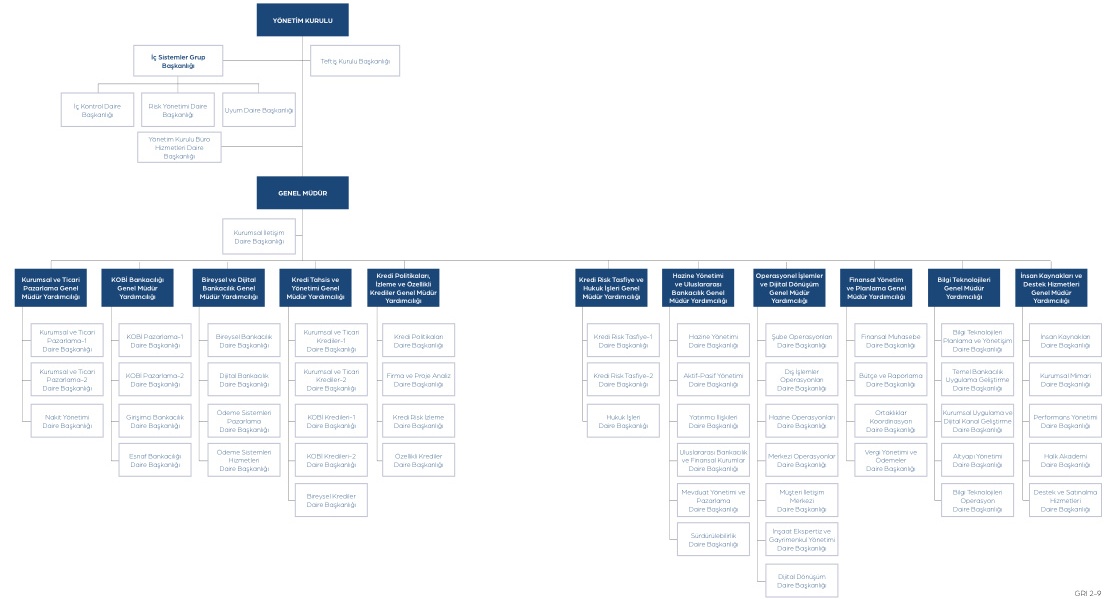 YÖNETİM KURULU
İç Sistemler Grup
Başkanlığı
Teftiş Kurulu Başkanlığı
İç Kontrol Daire
Başkanlığı
Risk Yönetimi Daire
Başkanlığı
Uyum Daire Başkanlığı
Yönetim Kurulu Büro
Hizmetleri Daire
Başkanlığı
GENEL MÜDÜR
Kurumsal İletişim
Daire Başkanlığı
Kurumsal ve Ticari
Pazarlama Genel
Müdür Yardımcılığı
Kurumsal ve Ticari
Pazarlama-1
Daire Başkanlığı
Kurumsal ve Ticari
Pazarlama-2
Daire Başkanlığı
Nakit Yönetimi
Daire Başkanlığı
KOBİ Bankacılığı
Genel Müdür
Yardımcılığı
KOBİ Pazarlama-1
Daire Başkanlığı
KOBİ Pazarlama-2
Daire Başkanlığı
Girişimci Bankacılık
Daire Başkanlığı
Esnaf Bankacılığı
Daire Başkanlığı
Bireysel ve Dijital
Bankacılık Genel
Müdür Yardımcılığı
Bireysel Bankacılık
Daire Başkanlığı
Dijital Bankacılık
Daire Başkanlığı
Ödeme Sistemleri
Pazarlama
Daire Başkanlığı
Ödeme Sistemleri
Hizmetleri
Daire Başkanlığı
Kredi Tahsis ve
Yönetimi Genel
Müdür Yardımcılığı
Kurumsal ve Ticari
Krediler-1
Daire Başkanlığı
Kurumsal ve Ticari
Krediler-2
Daire Başkanlığı
KOBİ Kredileri-1
Daire Başkanlığı
KOBİ Kredileri-2
Daire Başkanlığı
Bireysel Krediler
Daire Başkanlığı
Kredi Politikaları,
İzleme ve Özellikli
Krediler Genel Müdür
Yardımcılığı
Kredi Politikaları
Daire Başkanlığı
Firma ve Proje Analiz
Daire Başkanlığı
Kredi Risk İzleme
Daire Başkanlığı
Özellikli Krediler
Daire Başkanlığı
Kredi Risk Tasfiye ve
Hukuk İşleri Genel
Müdür Yardımcılığı
Kredi Risk Tasfiye-1
Daire Başkanlığı
Kredi Risk Tasfiye-2
Daire Başkanlığı
Hukuk İşleri
Daire Başkanlığı
Hazine Yönetimi
ve Uluslararası
Bankacılık Genel
Müdür Yardımcılığı
Hazine Yönetimi
Daire Başkanlığı
Aktif-Pasif Yönetimi
Daire Başkanlığı
Yatırımcı İlişkileri
Daire Başkanlığı
Uluslararası Bankacılık
ve Finansal Kurumlar
Daire Başkanlığı
Mevduat Yönetimi ve
Pazarlama
Daire Başkanlığı
Sürdürülebilirlik
Daire Başkanlığı
Operasyonel İşlemler
ve Dijital Dönüşüm
Genel Müdür
Yardımcılığı
Şube Operasyonları
Daire Başkanlığı
Dış İşlemler
Operasyonları
Daire Başkanlığı
Hazine Operasyonları
Daire Başkanlığı
Merkezi Operasyonlar
Daire Başkanlığı
Müşteri İletişim
Merkezi
Daire Başkanlığı
İnşaat Ekspertiz ve
Gayrimenkul Yönetimi
Daire Başkanlığı
Dijital Dönüşüm
Daire Başkanlığı
Finansal Yönetim
ve Planlama Genel
Müdür Yardımcılığı
Finansal Muhasebe
Daire Başkanlığı
Bütçe ve Raporlama
Daire Başkanlığı
Ortaklıklar
Koordinasyon
Daire Başkanlığı
Vergi Yönetimi ve
Ödemeler
Daire Başkanlığı
Bilgi Teknolojileri
Genel Müdür
Yardımcılığı
Bilgi Teknolojileri
Planlama ve Yönetişim
Daire Başkanlığı
Temel Bankacılık
Uygulama Geliştirme
Daire Başkanlığı
Kurumsal Uygulama ve
Dijital Kanal Geliştirme
Daire Başkanlığı
Altyapı Yönetimi
Daire Başkanlığı
Bilgi Teknolojileri
Operasyon
Daire Başkanlığı
İnsan Kaynakları ve
Destek Hizmetleri
Genel Müdür
Yardımcılığı
İnsan Kaynakları
Daire Başkanlığı
Kurumsal Mimari
Daire Başkanlığı
Performans Yönetimi
Daire Başkanlığı
Halk Akademi
Daire Başkanlığı
Destek ve Satınalma
Hizmetleri
Daire Başkanlığı
GRI 2-9